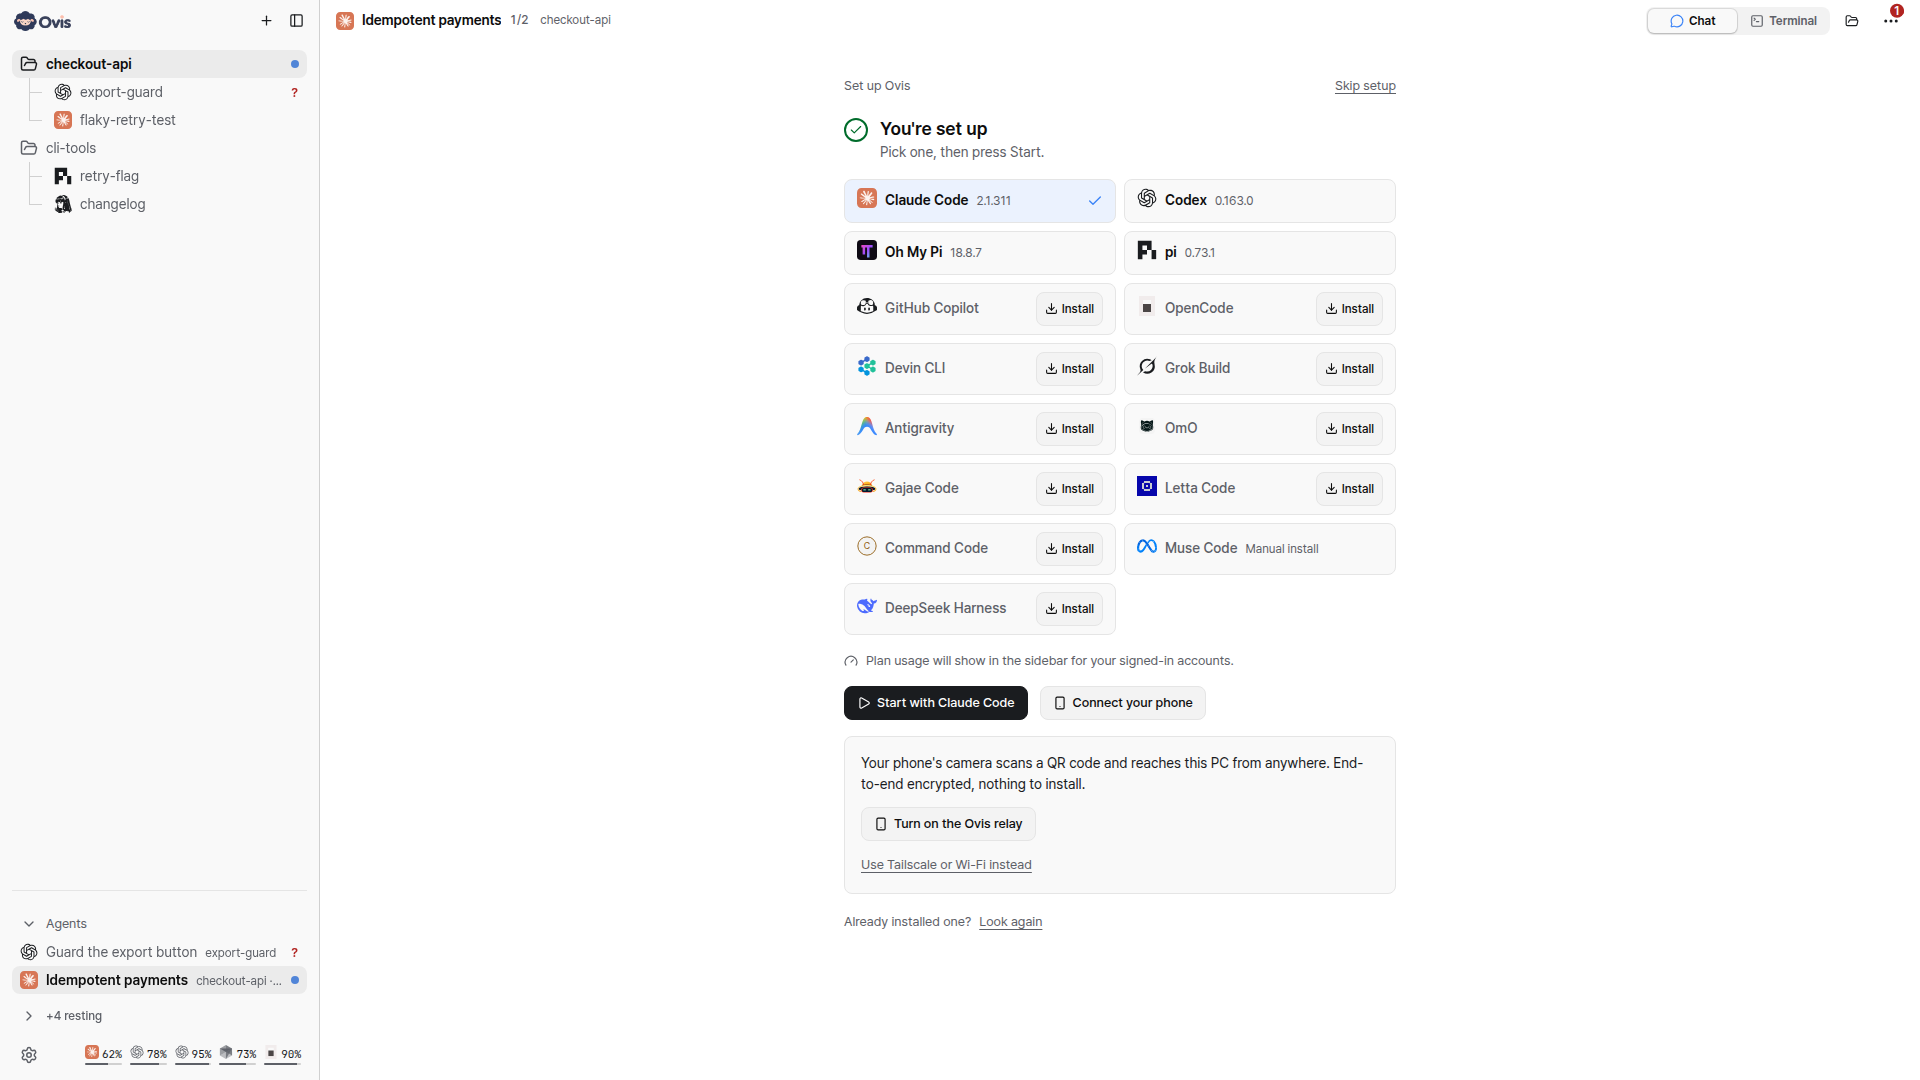 Ovis
checkout-api
export-guard ?
flaky-retry-test
cli-tools
retry-flag
changelog
Agents
Guard the export button export-guard ?
Idempotent payments checkout-api ·...
+4 resting
62% 78% 95% 73% 90%
Idempotent payments 1/2 checkout-api
Chat Terminal 1
Set up Ovis Skip setup
You're set up
Pick one, then press Start.
Claude Code 2.1.311
Codex 0.163.0
Oh My Pi 18.8.7
pi 0.73.1
GitHub Copilot Install
OpenCode Install
Devin CLI Install
Grok Build Install
Antigravity Install
OmO Install
Gajae Code Install
Letta Code Install
C Command Code Install
Muse Code Manual install
DeepSeek Harness Install
Plan usage will show in the sidebar for your signed-in accounts.
Start with Claude Code Connect your phone
Your phone's camera scans a QR code and reaches this PC from anywhere. End-
to-end encrypted, nothing to install.
Turn on the Ovis relay
Use Tailscale or Wi-Fi instead
Already installed one? Look again